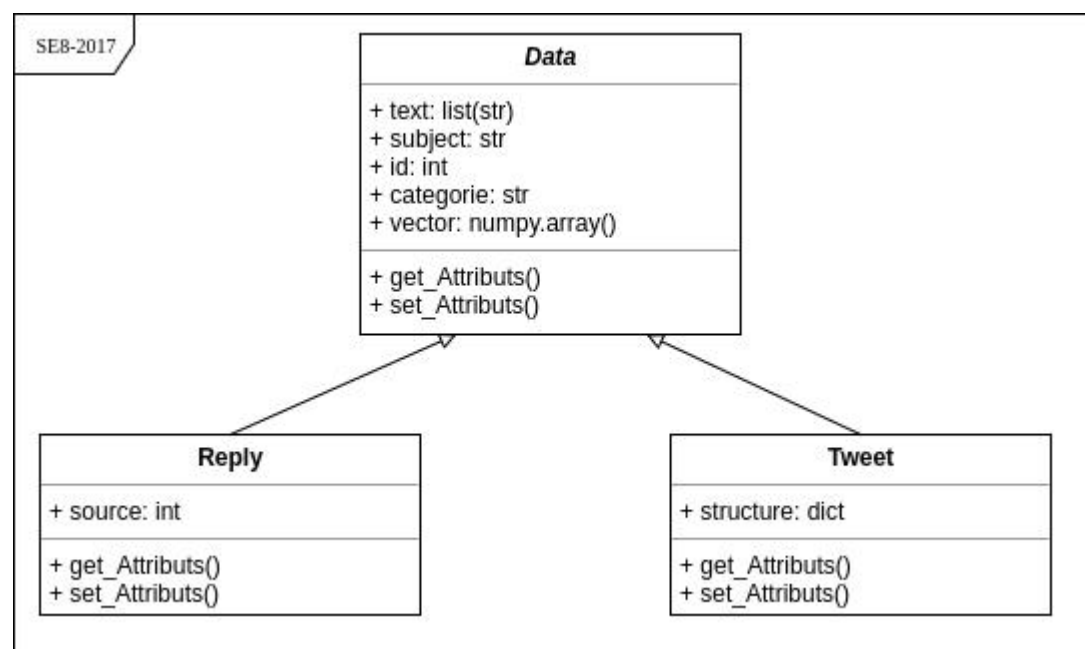 SE8-2017
Data
+ text: list(str)
+ subject: str
+ id: int
+ categorie: str
+ vector: numpy.array()
+ get_Attributs()
+ set_Attributs()
Reply
+ source: int
+ get_Attributs()
+ set_Attributs()
Tweet
+ structure: dict
+ get_Attributs()
+ set_Attributs()